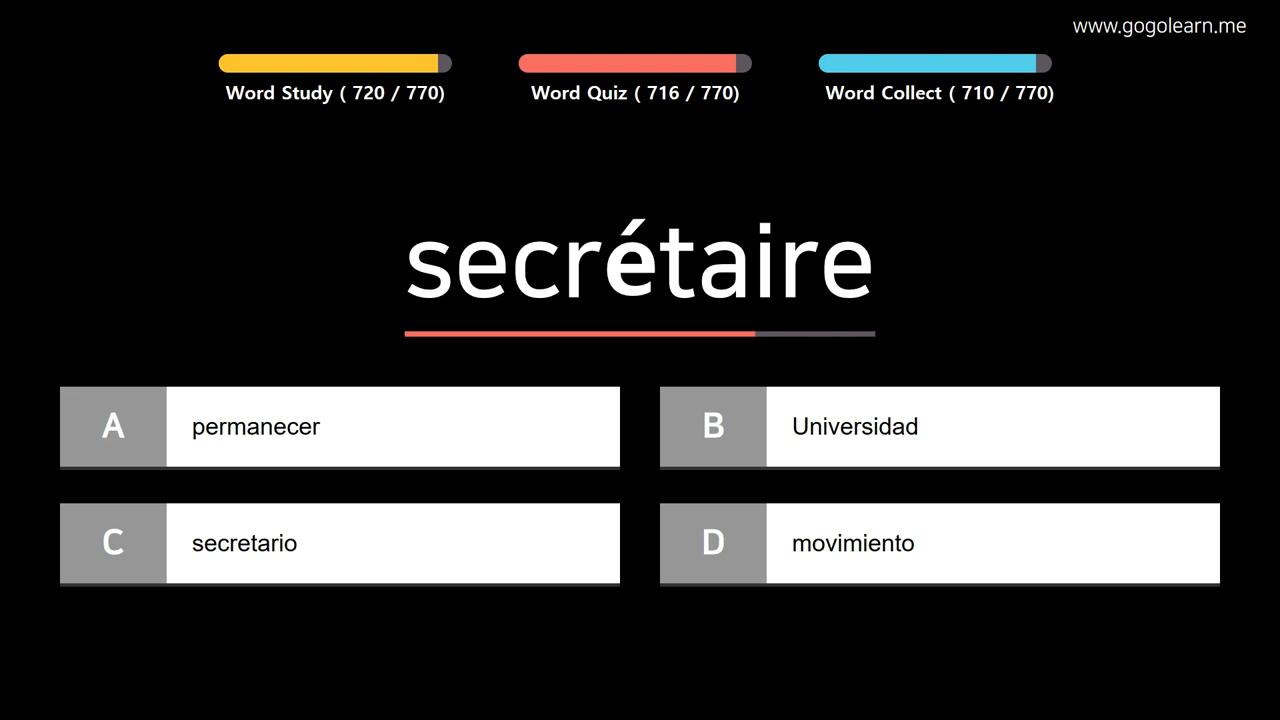 www.gogolearn.me
Word Study ( 720 / 770)
Word Quiz ( 716 / 770)
Word Collect ( 710 / 770)
secrétaire
A
permanecer
B
Universidad
C
secretario
D
movimiento